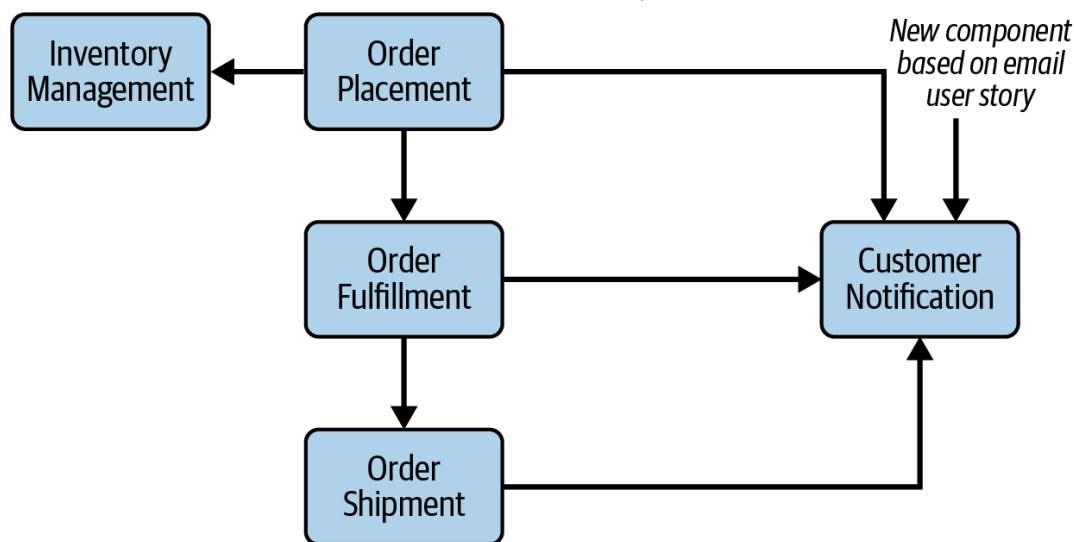 Inventory
Management
Order
Placement
New component
based on email
user story
Order
Fulfillment
Customer
Notification
Order
Shipment